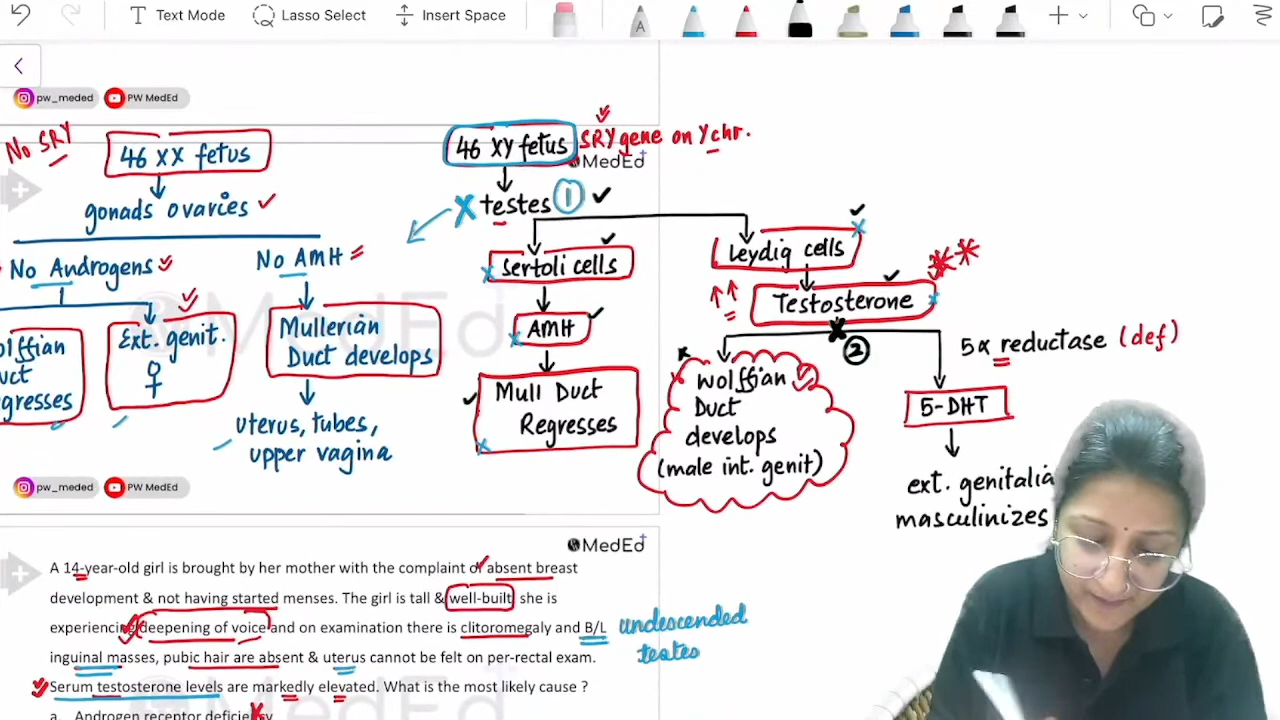 Text Mode
Lasso Select
Insert Space
A
pw_meded
PW MedEd
No SRY
46 XX fetus
gonads ovaries
No Androgens
No AMH
Ext. genit.
Duct develops
Mullerian
uterus, tubes,
upper vagina
46 XY fetus
SRY gene on Y chr.
MedEd
testes ①
Sertoli cells
AMH
Mull Duct
Regresses
Leydig cells
Testosterone
②
Wolffian
Duct
develops
(male int. genit)
5α reductase (def)
5-DHT
ext. genitalia
masculinizes
pw_meded
PW MedEd
MedEd
A 14-year-old girl is brought by her mother with the complaint of absent breast
development & not having started menses. The girl is tall & well-built she is
experiencing deepening of voice and on examination there is clitoromegaly and B/L
inguinal masses, pubic hair are absent & uterus cannot be felt on per-rectal exam.
Serum testosterone levels are markedly elevated. What is the most likely cause ?
a. Androgen receptor deficiency
undescended
testes